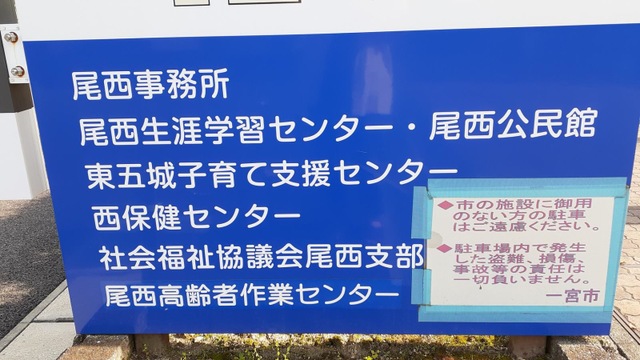 尾西事務所
尾西生涯学習センター・尾西公民館
東五城子育て支援センター
西保健センター
社会福祉協議会尾西支部
尾西高齢者作業センター
◆市の施設に御用
のない方の駐車
はご遠慮ください。
◆駐車場内で発生
した盗難、損傷、
事故等の責任は
一切負いません。
一宮市